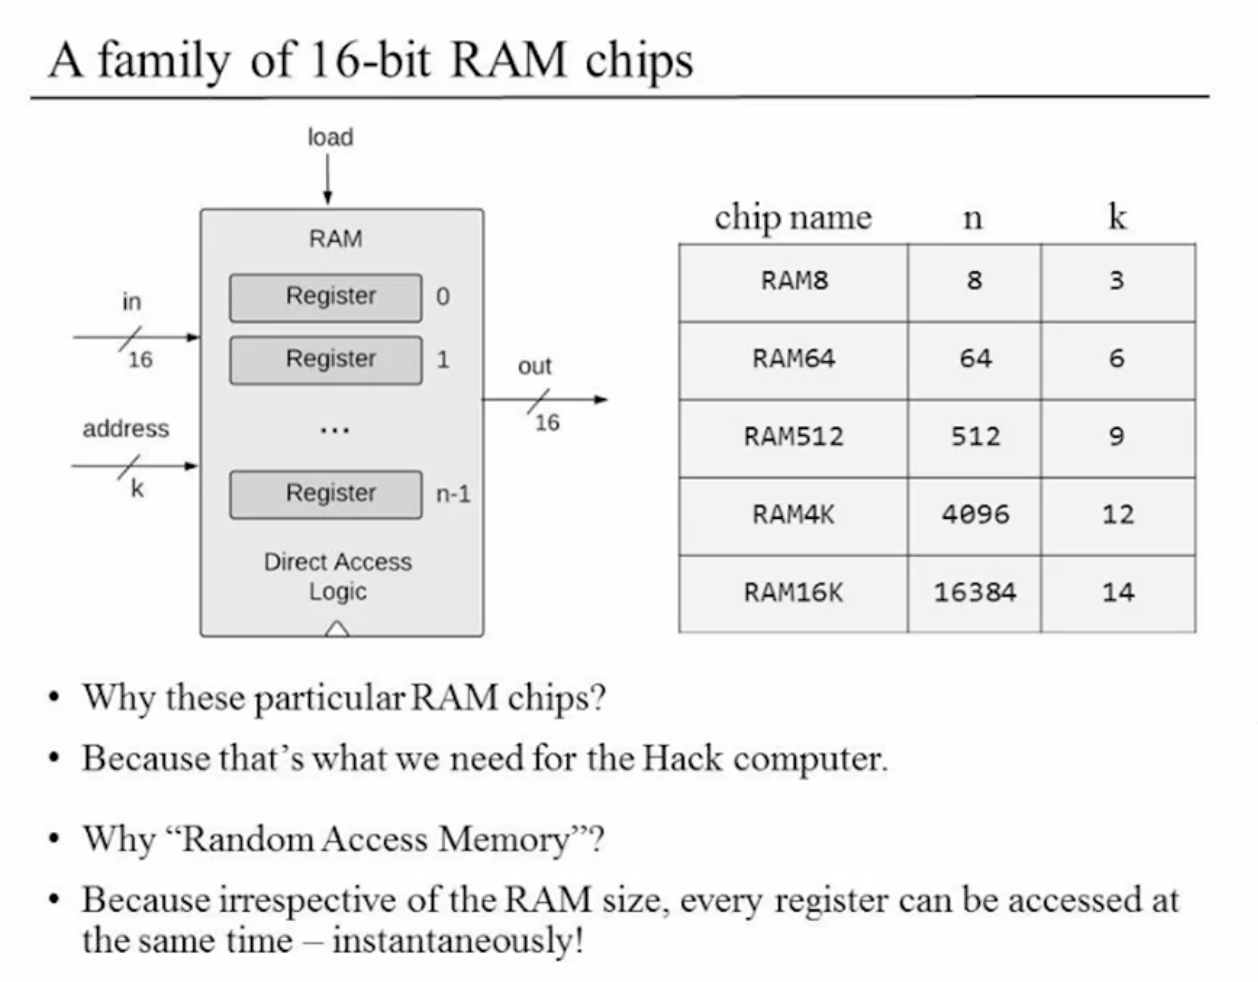 A family of 16-bit RAM chips
load
RAM
Register 0
in
16
Register 1
address
k
...
Register n-1
Direct Access
Logic
out
16
chip name n k
RAM8 8 3
RAM64 64 6
RAM512 512 9
RAM4K 4096 12
RAM16K 16384 14
• Why these particular RAM chips?
• Because that’s what we need for the Hack computer.
• Why “Random Access Memory”?
• Because irrespective of the RAM size, every register can be accessed at
the same time – instantaneously!